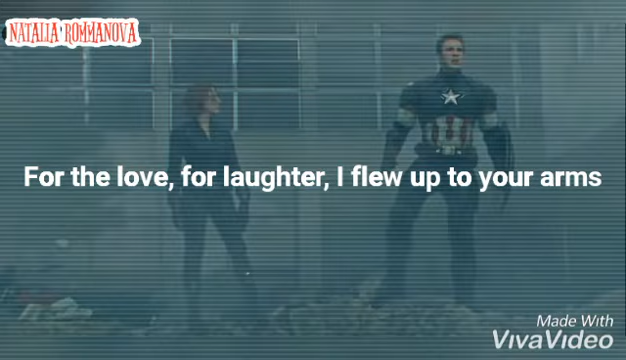 NATALIA ROMMANOVA
For the love, for laughter, I flew up to your arms
Made With
VivaVideo